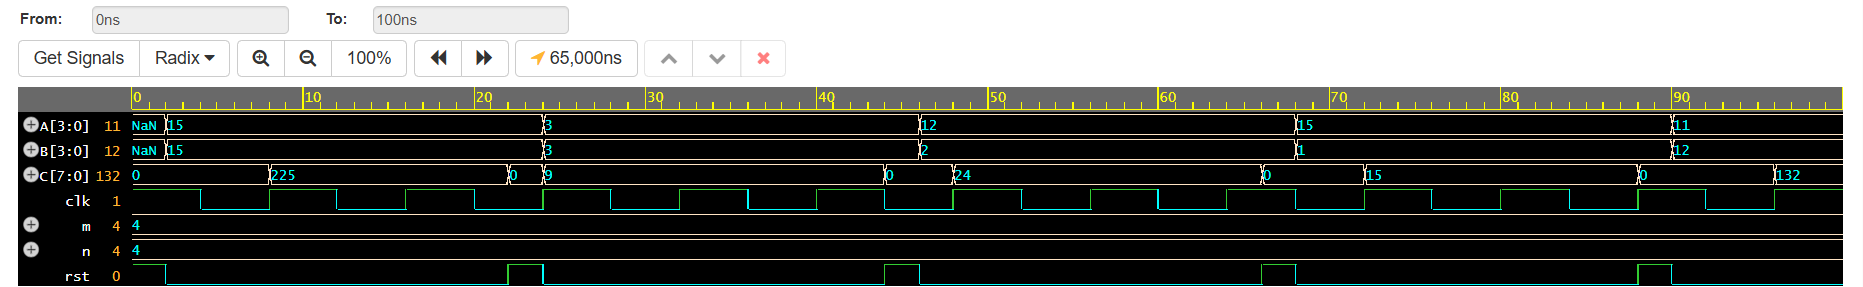 From: 0ns To: 100ns
Get Signals Radix 100% 65,000ns
0 10 20 30 40 50 60 70 80 90
A[3:0] 11 NaN 15 3 12 15 11
B[3:0] 12 NaN 15 3 2 1 12
C[7:0] 132 0 225 0 9 0 24 0 15 0 132
clk 1
m 4 4
n 4 4
rst 0